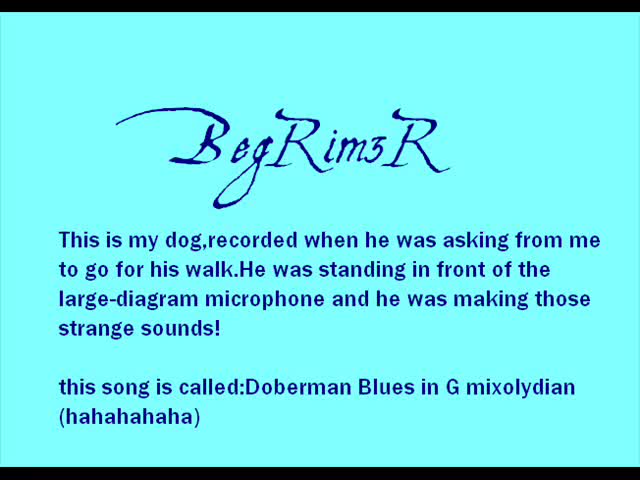 BegRim3R
This is my dog,recorded when he was asking from me
to go for his walk.He was standing in front of the
large-diagram microphone and he was making those
strange sounds!
this song is called:Doberman Blues in G mixolydian
(hahahahaha)